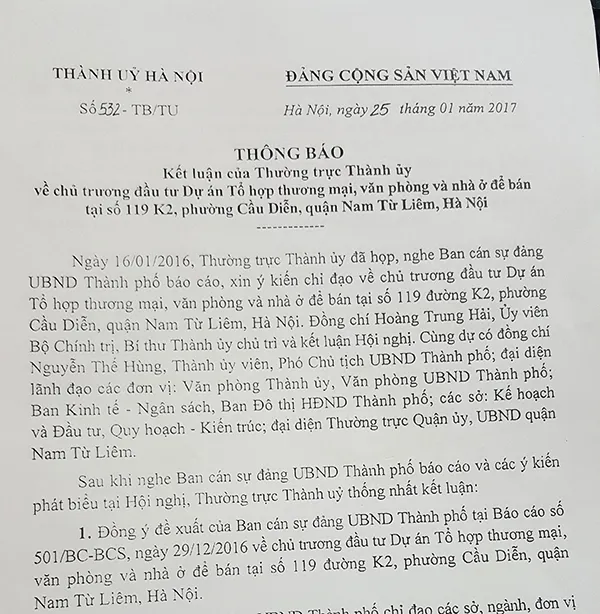 THÀNH UỶ HÀ NỘI
*
Số 532 - TB/TU
ĐẢNG CỘNG SẢN VIỆT NAM
Hà Nội, ngày 25 tháng 01 năm 2017
THÔNG BÁO
Kết luận của Thường trực Thành ủy
về chủ trương đầu tư Dự án Tổ hợp thương mại, văn phòng và nhà ở để bán
tại số 119 K2, phường Cầu Diễn, quận Nam Từ Liêm, Hà Nội
-------------
Ngày 16/01/2016, Thường trực Thành ủy đã họp, nghe Ban cán sự đảng
UBND Thành phố báo cáo, xin ý kiến chỉ đạo về chủ trương đầu tư Dự án
Tổ hợp thương mại, văn phòng và nhà ở để bán tại số 119 đường K2, phường
Cầu Diễn, quận Nam Từ Liêm, Hà Nội. Đồng chí Hoàng Trung Hải, Ủy viên
Bộ Chính trị, Bí thư Thành ủy chủ trì và kết luận Hội nghị. Cùng dự có đồng chí
Nguyễn Thế Hùng, Thành ủy viên, Phó Chủ tịch UBND Thành phố; đại diện
lãnh đạo các đơn vị: Văn phòng Thành ủy, Văn phòng UBND Thành phố;
Ban Kinh tế - Ngân sách, Ban Đô thị HĐND Thành phố; các sở: Kế hoạch
và Đầu tư, Quy hoạch - Kiến trúc; đại diện Thường trực Quận ủy, UBND quận
Nam Từ Liêm.
Sau khi nghe Ban cán sự đảng UBND Thành phố báo cáo và các ý kiến
phát biểu tại Hội nghị, Thường trực Thành uỷ thống nhất kết luận:
1. Đồng ý đề xuất của Ban cán sự đảng UBND Thành phố tại Báo cáo số
501/BC-BCS, ngày 29/12/2016 về chủ trương đầu tư Dự án Tổ hợp thương mại,
văn phòng và nhà ở để bán tại số 119 đường K2, phường Cầu Diễn, quận
Nam Từ Liêm, Hà Nội.
UBND Thành phố chỉ đạo các sở, ngành, đơn vị